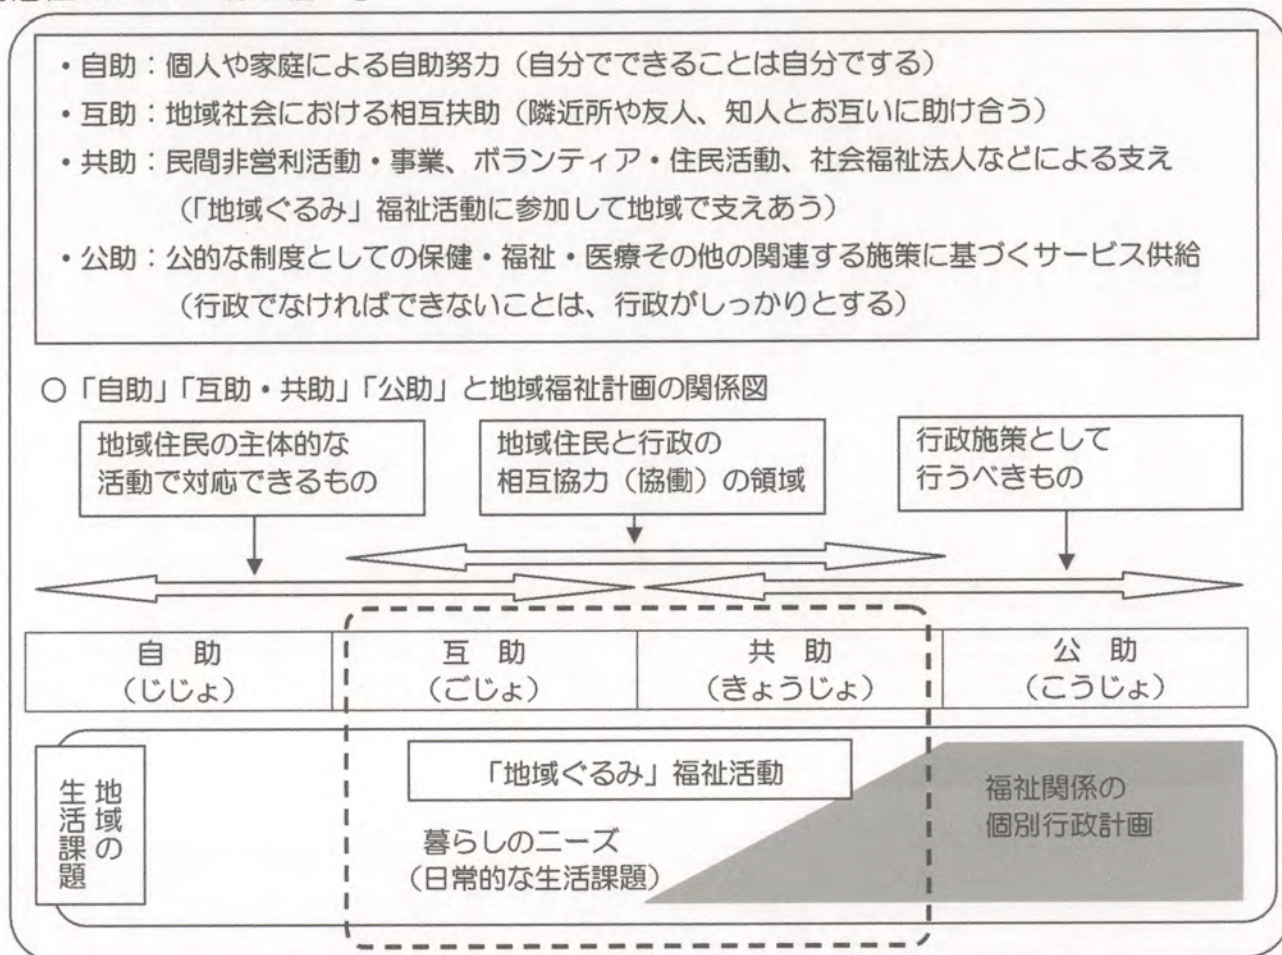 ・自助：個人や家庭による自助努力（自分でできることは自分でする）
・互助：地域社会における相互扶助（隣近所や友人、知人とお互いに助け合う）
・共助：民間非営利活動・事業、ボランティア・住民活動、社会福祉法人などによる支え
（「地域ぐるみ」福祉活動に参加して地域で支えあう）
・公助：公的な制度としての保健・福祉・医療その他の関連する施策に基づくサービス供給
（行政でなければできないことは、行政がしっかりとする）
○「自助」「互助・共助」「公助」と地域福祉計画の関係図
地域住民の主体的な
活動で対応できるもの
地域住民と行政の
相互協力（協働）の領域
行政施策として
行うべきもの
自　助
（じじょ）
互　助
（ごじょ）
共　助
（きょうじょ）
公　助
（こうじょ）
地域の
生活課題
「地域ぐるみ」福祉活動
暮らしのニーズ
（日常的な生活課題）
福祉関係の
個別行政計画